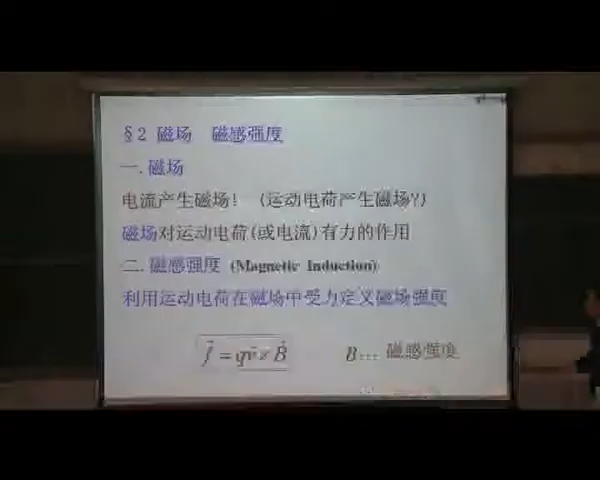 §2 磁场 磁感强度
一.磁场
电流产生磁场! (运动电荷产生磁场?)
磁场对运动电荷(或电流)有力的作用
二.磁感强度 (Magnetic Induction)
利用运动电荷在磁场中受力定义磁场强度
f⃗ = qv⃗ × B⃗ B... 磁感强度